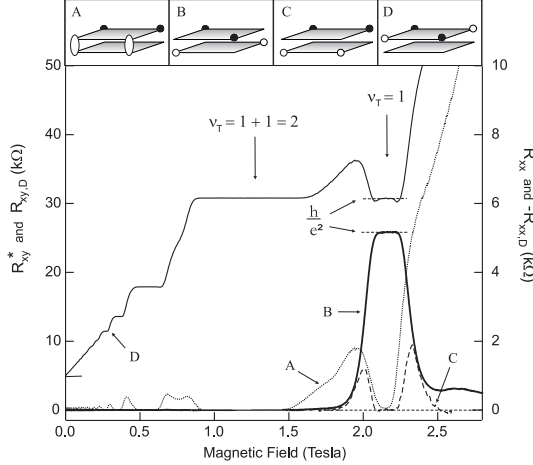 A B C D
50
40
30
20
10
0
10
8
6
4
2
0
R*xy and Rxy,D (kΩ)
Rxx and -Rxx,D (kΩ)
νT = 1 + 1 = 2
νT = 1
h
e²
B
A
C
D
0.0 0.5 1.0 1.5 2.0 2.5
Magnetic Field (Tesla)